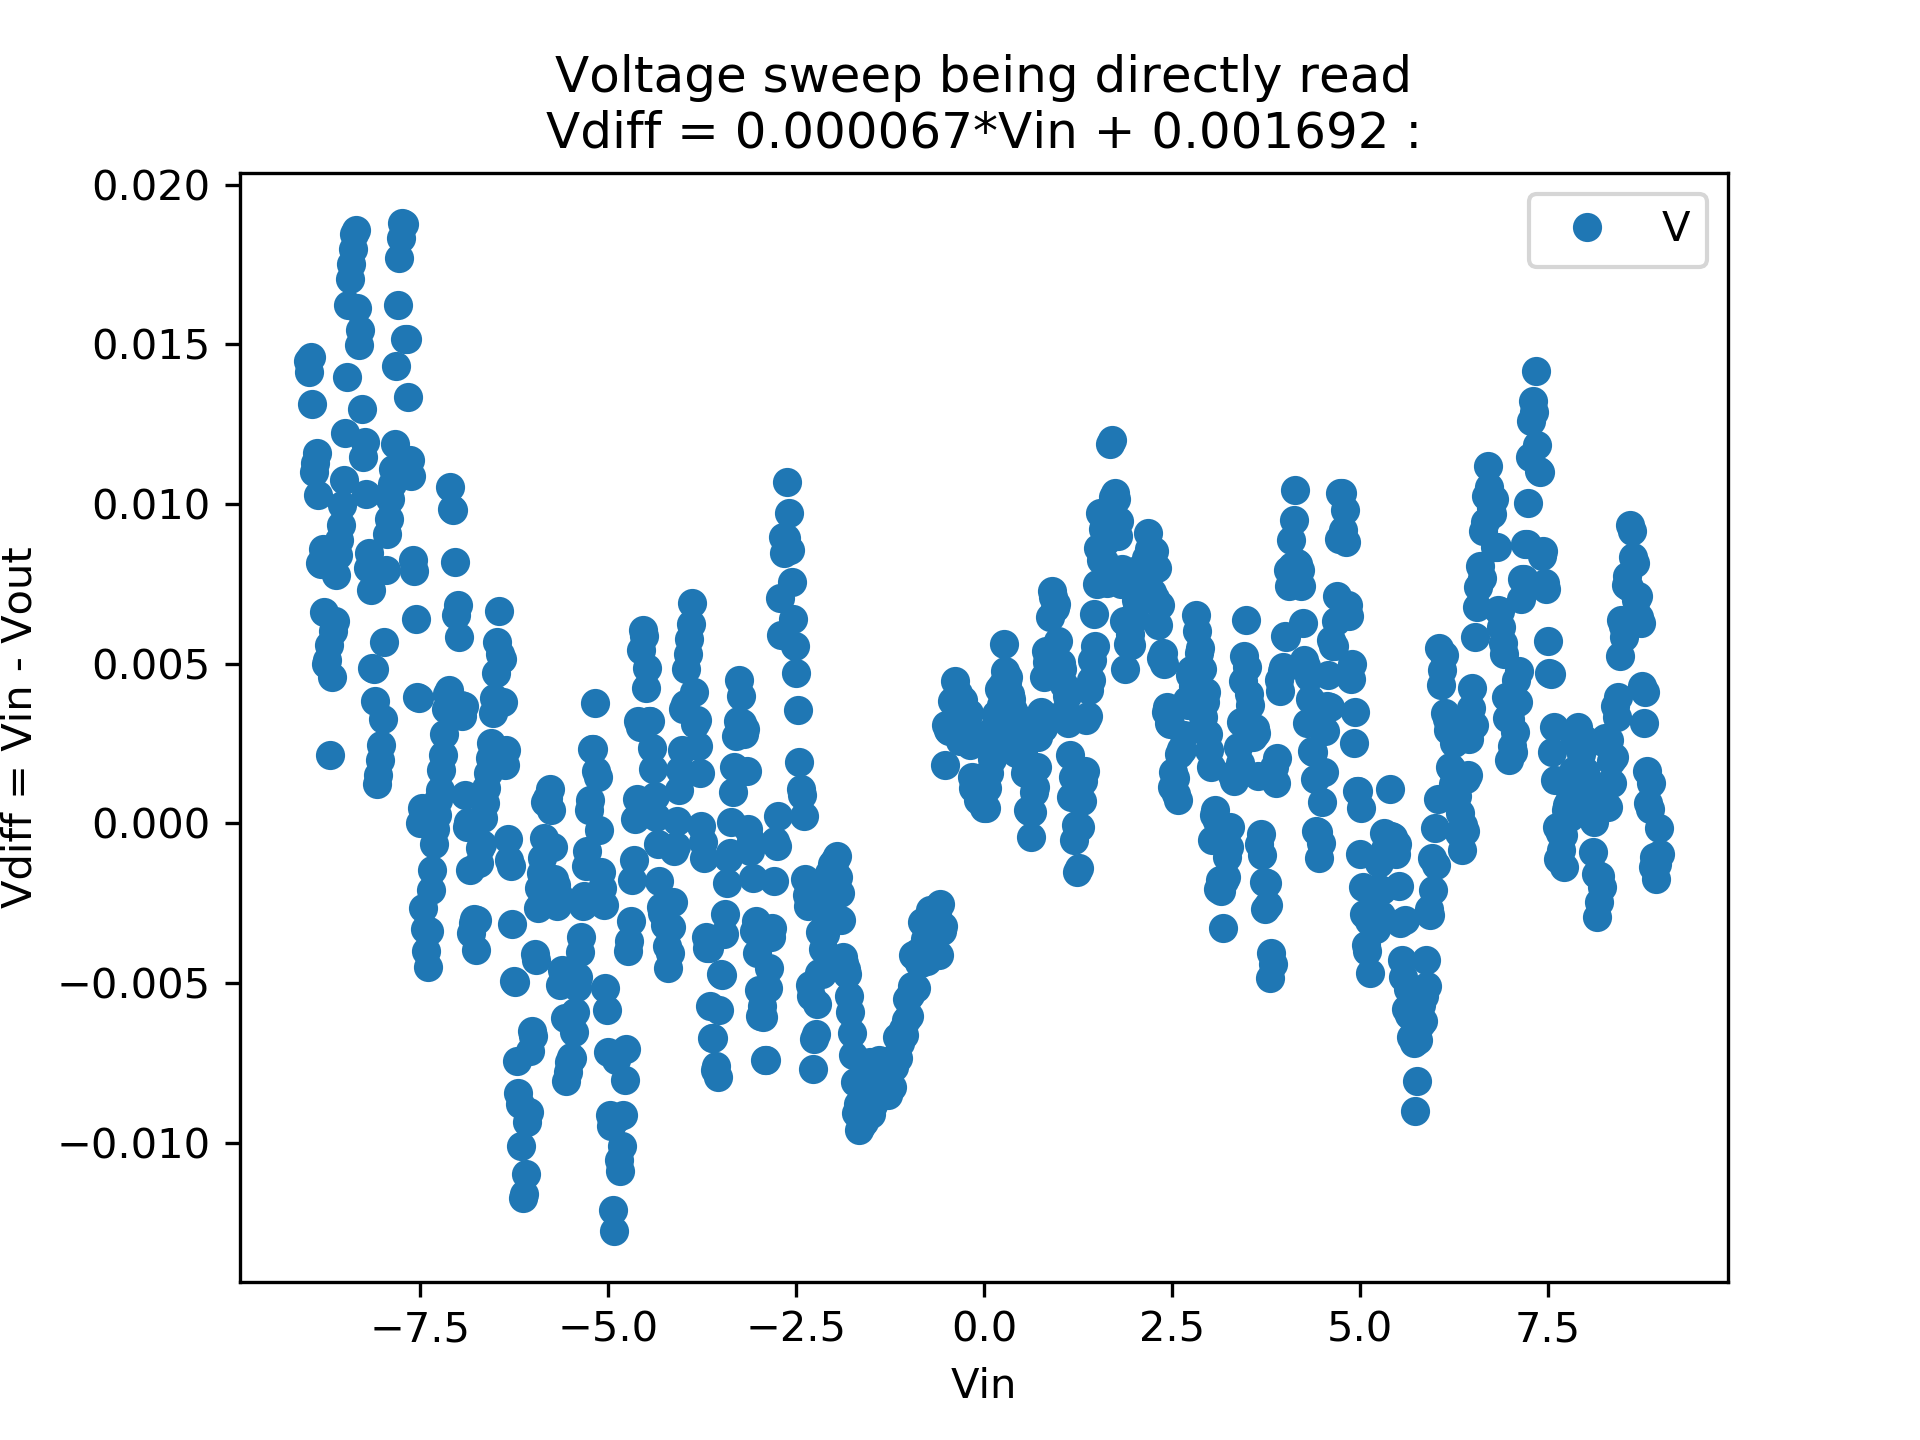 Voltage sweep being directly read
Vdiff = 0.000067*Vin + 0.001692 :
V
0.020
0.015
0.010
0.005
0.000
−0.005
−0.010
Vdiff = Vin - Vout
−7.5 −5.0 −2.5 0.0 2.5 5.0 7.5
Vin